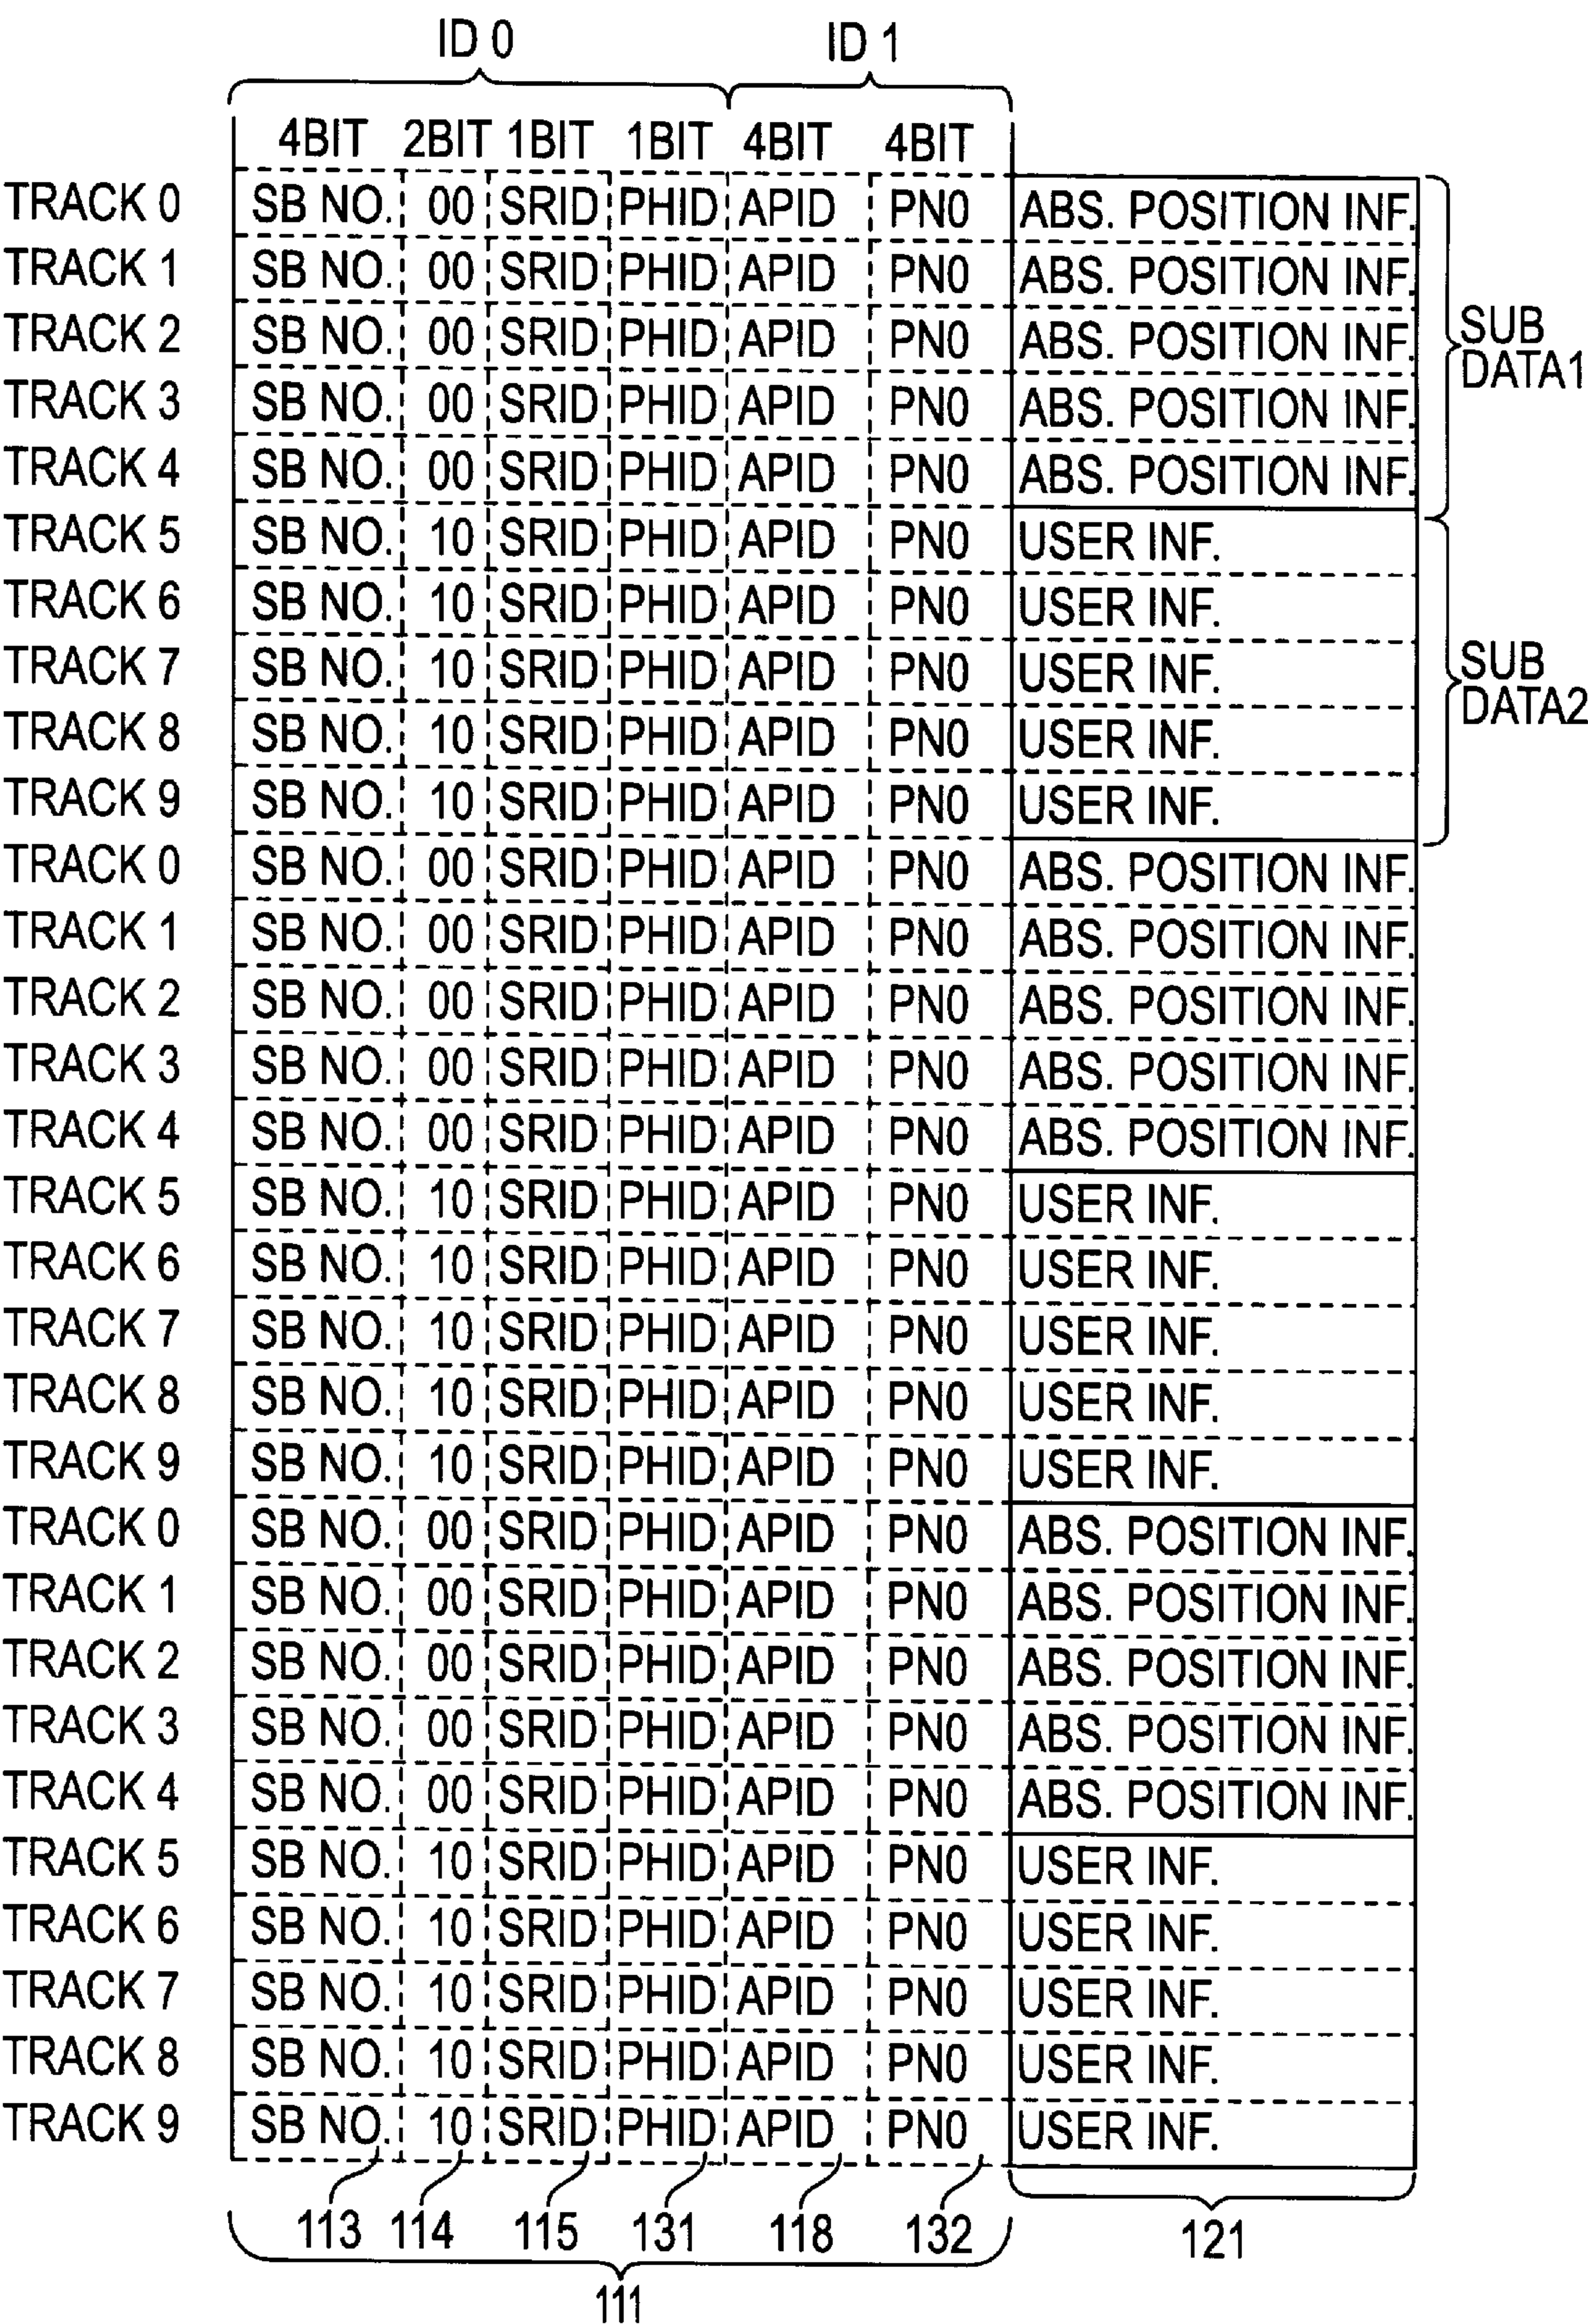 ID 0 ID 1
4BIT 2BIT 1BIT 1BIT 4BIT 4BIT
TRACK 0 SB NO. 00 SRID PHID APID PN0 ABS. POSITION INF.
TRACK 1 SB NO. 00 SRID PHID APID PN0 ABS. POSITION INF.
TRACK 2 SB NO. 00 SRID PHID APID PN0 ABS. POSITION INF.
SUB
DATA1
TRACK 3 SB NO. 00 SRID PHID APID PN0 ABS. POSITION INF.
TRACK 4 SB NO. 00 SRID PHID APID PN0 ABS. POSITION INF.
TRACK 5 SB NO. 10 SRID PHID APID PN0 USER INF.
TRACK 6 SB NO. 10 SRID PHID APID PN0 USER INF.
TRACK 7 SB NO. 10 SRID PHID APID PN0 USER INF.
SUB
DATA2
TRACK 8 SB NO. 10 SRID PHID APID PN0 USER INF.
TRACK 9 SB NO. 10 SRID PHID APID PN0 USER INF.
TRACK 0 SB NO. 00 SRID PHID APID PN0 ABS. POSITION INF.
TRACK 1 SB NO. 00 SRID PHID APID PN0 ABS. POSITION INF.
TRACK 2 SB NO. 00 SRID PHID APID PN0 ABS. POSITION INF.
TRACK 3 SB NO. 00 SRID PHID APID PN0 ABS. POSITION INF.
TRACK 4 SB NO. 00 SRID PHID APID PN0 ABS. POSITION INF.
TRACK 5 SB NO. 10 SRID PHID APID PN0 USER INF.
TRACK 6 SB NO. 10 SRID PHID APID PN0 USER INF.
TRACK 7 SB NO. 10 SRID PHID APID PN0 USER INF.
TRACK 8 SB NO. 10 SRID PHID APID PN0 USER INF.
TRACK 9 SB NO. 10 SRID PHID APID PN0 USER INF.
TRACK 0 SB NO. 00 SRID PHID APID PN0 ABS. POSITION INF.
TRACK 1 SB NO. 00 SRID PHID APID PN0 ABS. POSITION INF.
TRACK 2 SB NO. 00 SRID PHID APID PN0 ABS. POSITION INF.
TRACK 3 SB NO. 00 SRID PHID APID PN0 ABS. POSITION INF.
TRACK 4 SB NO. 00 SRID PHID APID PN0 ABS. POSITION INF.
TRACK 5 SB NO. 10 SRID PHID APID PN0 USER INF.
TRACK 6 SB NO. 10 SRID PHID APID PN0 USER INF.
TRACK 7 SB NO. 10 SRID PHID APID PN0 USER INF.
TRACK 8 SB NO. 10 SRID PHID APID PN0 USER INF.
TRACK 9 SB NO. 10 SRID PHID APID PN0 USER INF.
113 114 115 131 118 132 121
111